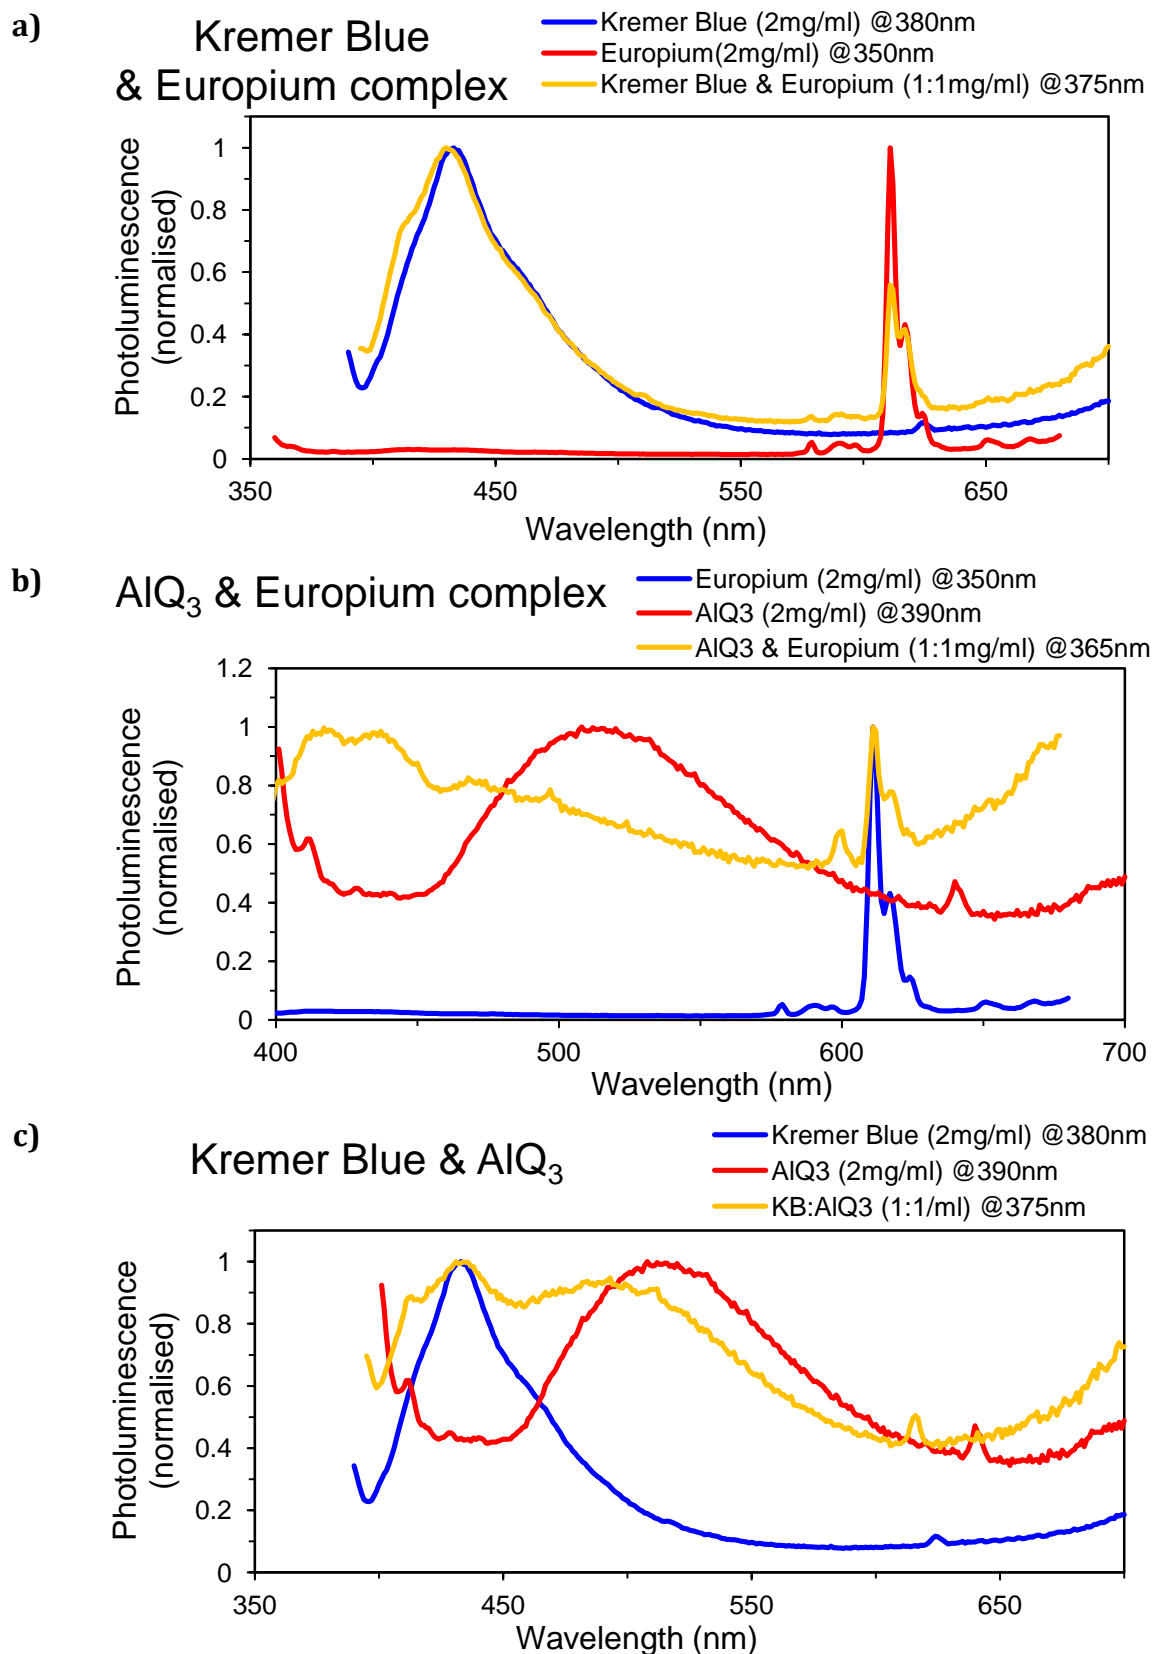 a)
Kremer Blue
& Europium complex
Kremer Blue (2mg/ml) @380nm
Europium(2mg/ml) @350nm
Kremer Blue & Europium (1:1mg/ml) @375nm
Photoluminescence
(normalised)
1
0.8
0.6
0.4
0.2
0
350
450
550
650
Wavelength (nm)
b)
AlQ3 & Europium complex
Europium (2mg/ml) @350nm
AlQ3 (2mg/ml) @390nm
AlQ3 & Europium (1:1mg/ml) @365nm
Photoluminescence
(normalised)
1.2
1
0.8
0.6
0.4
0.2
0
400
500
600
700
Wavelength (nm)
c)
Kremer Blue & AlQ3
Kremer Blue (2mg/ml) @380nm
AlQ3 (2mg/ml) @390nm
KB:AlQ3 (1:1/ml) @375nm
Photoluminescence
(normalised)
1
0.8
0.6
0.4
0.2
0
350
450
550
650
Wavelength (nm)